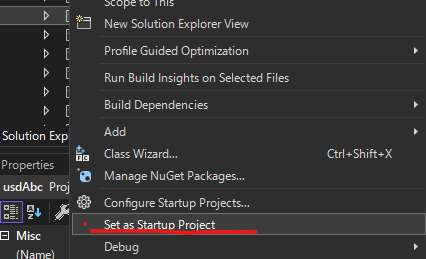 Scope to This
New Solution Explorer View
Profile Guided Optimization
Run Build Insights on Selected Files
Build Dependencies
Add
Solution Exp
Class Wizard... Ctrl+Shift+X
Properties
Manage NuGet Packages...
usdAbc Proj
Configure Startup Projects...
Set as Startup Project
Misc
Debug